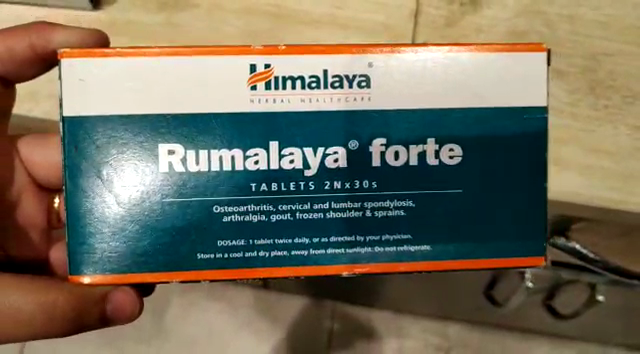 Himalaya®
HERBAL HEALTHCARE
Rumalaya® forte
TABLETS 2Nx30s
Osteoarthritis, cervical and lumbar spondylosis,
arthralgia, gout, frozen shoulder & sprains.
DOSAGE: 1 tablet twice daily, or as directed by your physician.
Store in a cool and dry place, away from direct sunlight. Do not refrigerate.